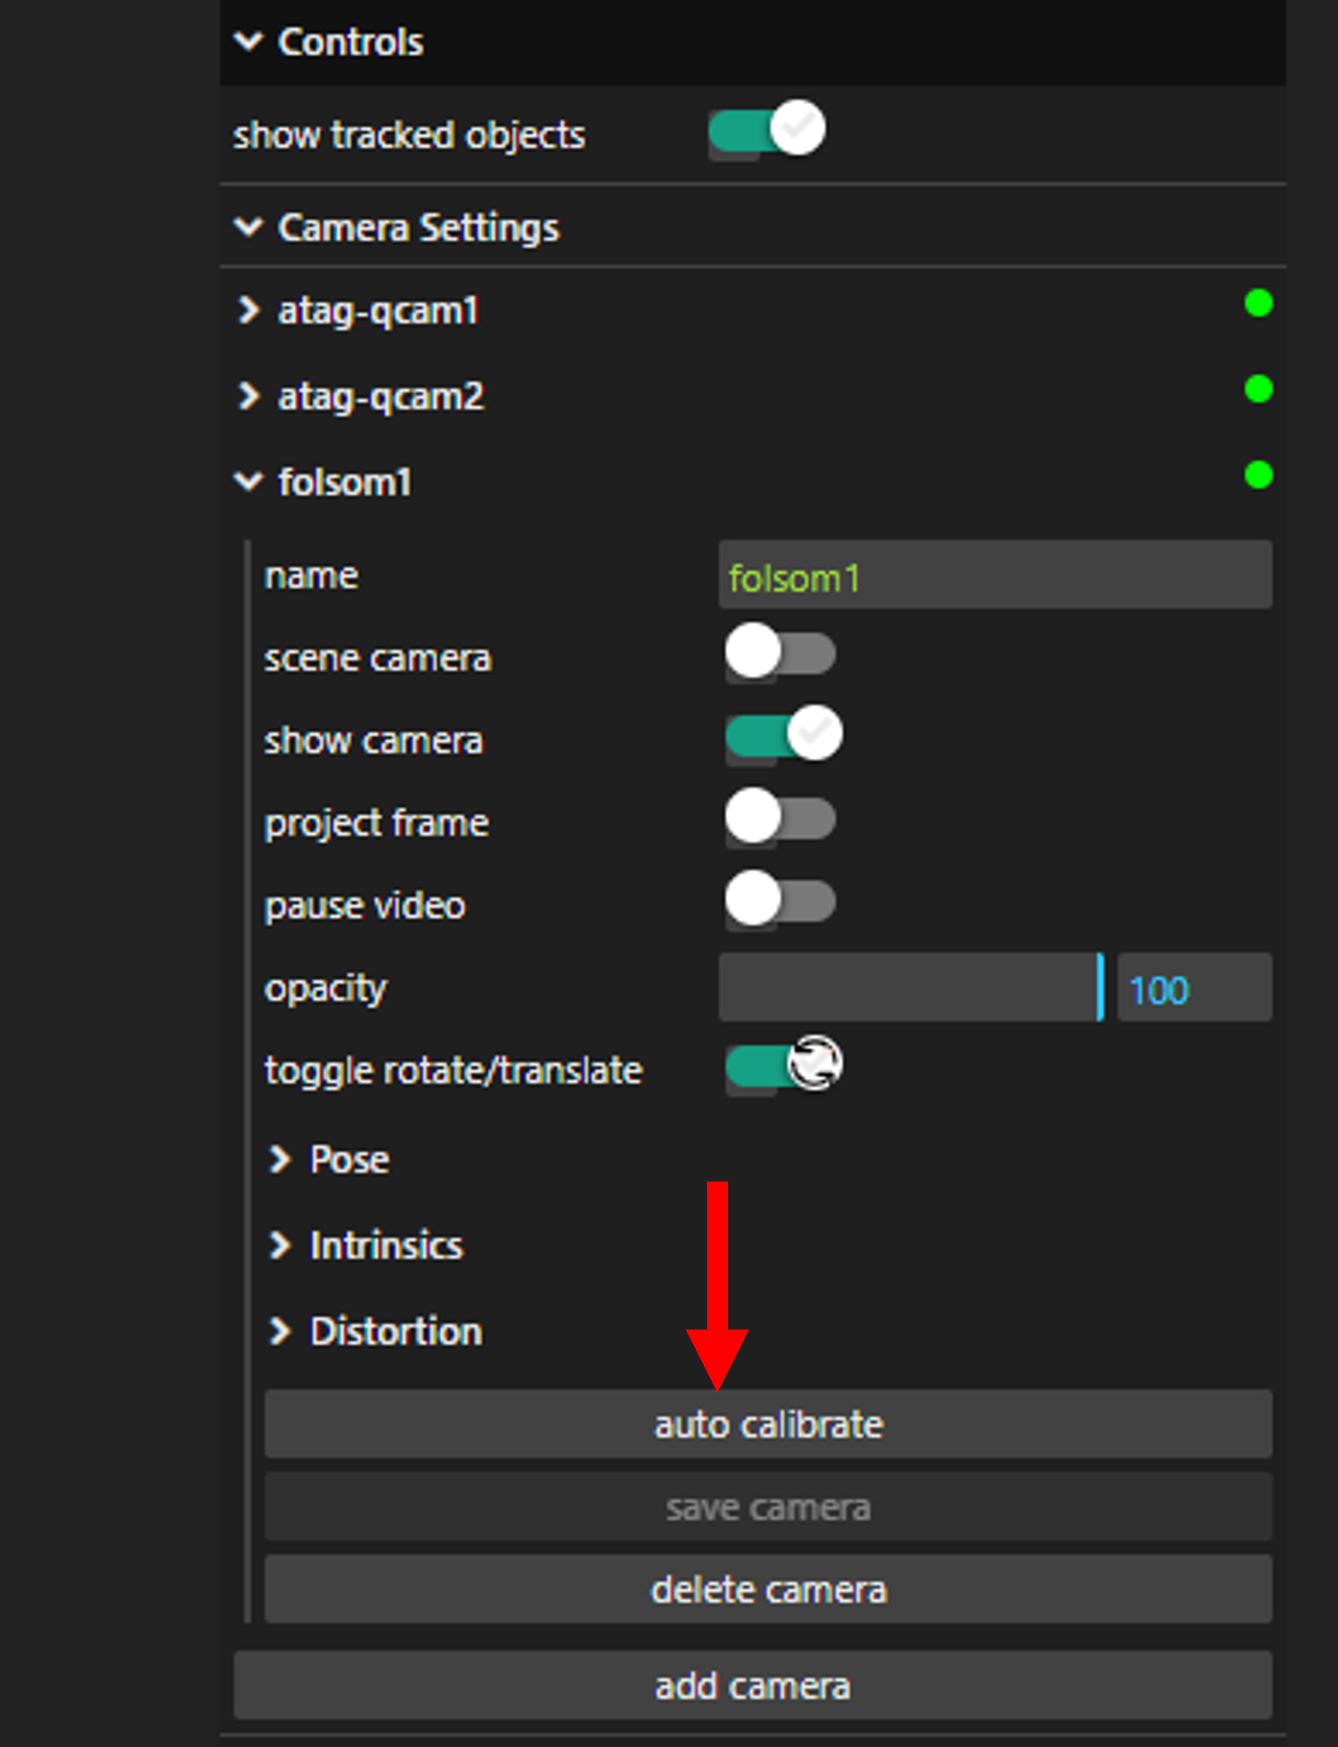 Controls
show tracked objects
Camera Settings
atag-qcam1
atag-qcam2
folsom1
name folsom1
scene camera
show camera
project frame
pause video
opacity 100
toggle rotate/translate
Pose
Intrinsics
Distortion
auto calibrate
save camera
delete camera
add camera